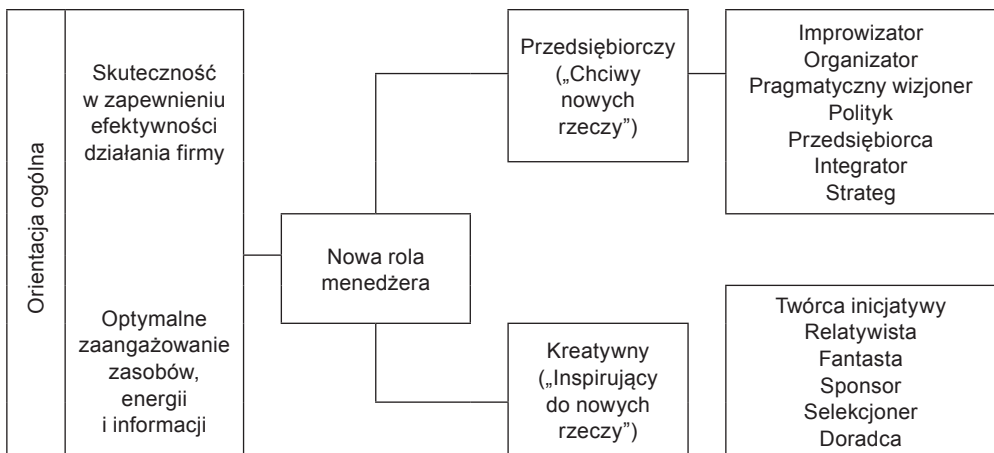 Orientacja ogólna
Skuteczność
w zapewnieniu
efektywności
działania firmy
Optymalne
zaangażowanie
zasobów,
energii
i informacji
Nowa rola
menedżera
Przedsiębiorczy
(„Chciwy
nowych
rzeczy”)
Improwizator
Organizator
Pragmatyczny wizjoner
Polityk
Przedsiębiorca
Integrator
Strateg
Kreatywny
(„Inspirujący
do nowych
rzeczy”)
Twórca inicjatywy
Relatywista
Fantasta
Sponsor
Selekcjoner
Doradca